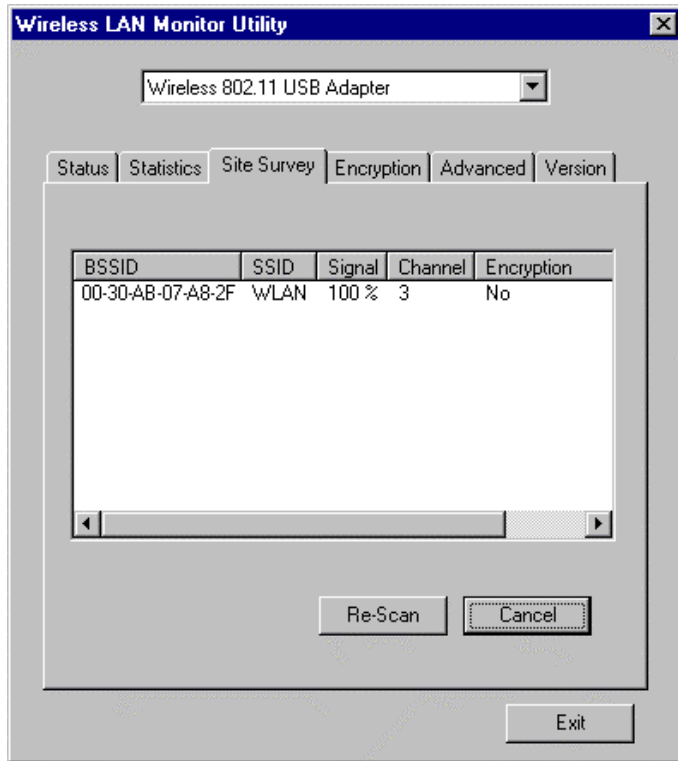 Wireless LAN Monitor Utility
Wireless 802.11 USB Adapter
Status Statistics Site Survey Encryption Advanced Version
BSSID SSID Signal Channel Encryption
00-30-AB-07-A8-2F WLAN 100 % 3 No
Re-Scan Cancel
Exit